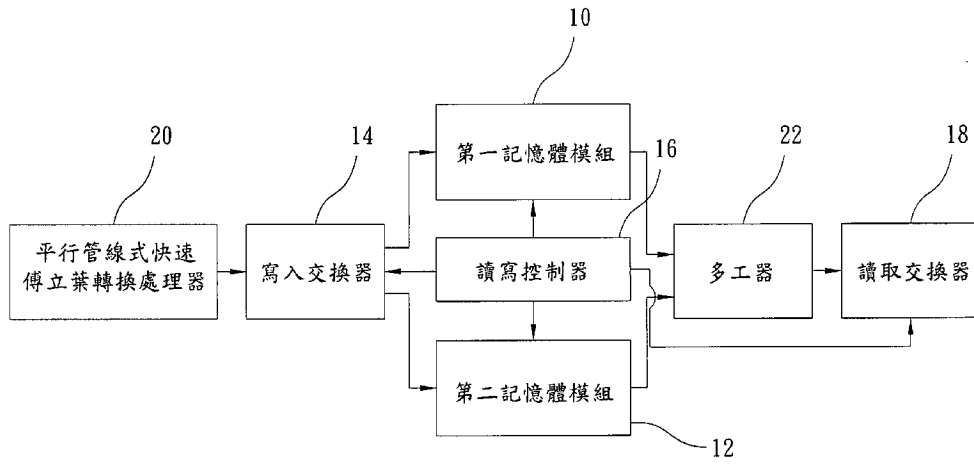 10
20
14
16
22
18
第一記憶體模組
平行管線式快速
傅立葉轉換處理器
寫入交換器
讀寫控制器
多工器
讀取交換器
第二記憶體模組
12